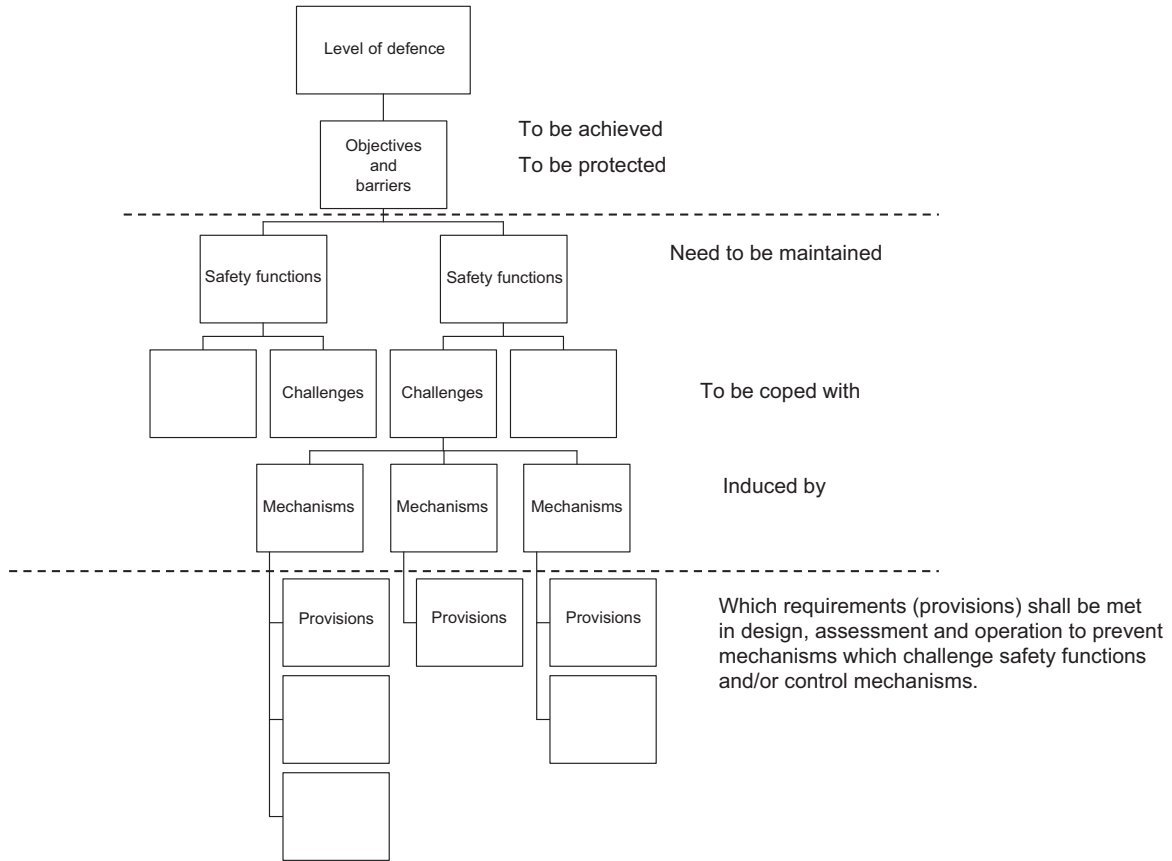 Level of defence
Objectives
and
barriers
To be achieved
To be protected
Safety functions
Safety functions
Need to be maintained
Challenges
Challenges
To be coped with
Mechanisms
Mechanisms
Mechanisms
Induced by
Provisions
Provisions
Provisions
Which requirements (provisions) shall be met
in design, assessment and operation to prevent
mechanisms which challenge safety functions
and/or control mechanisms.